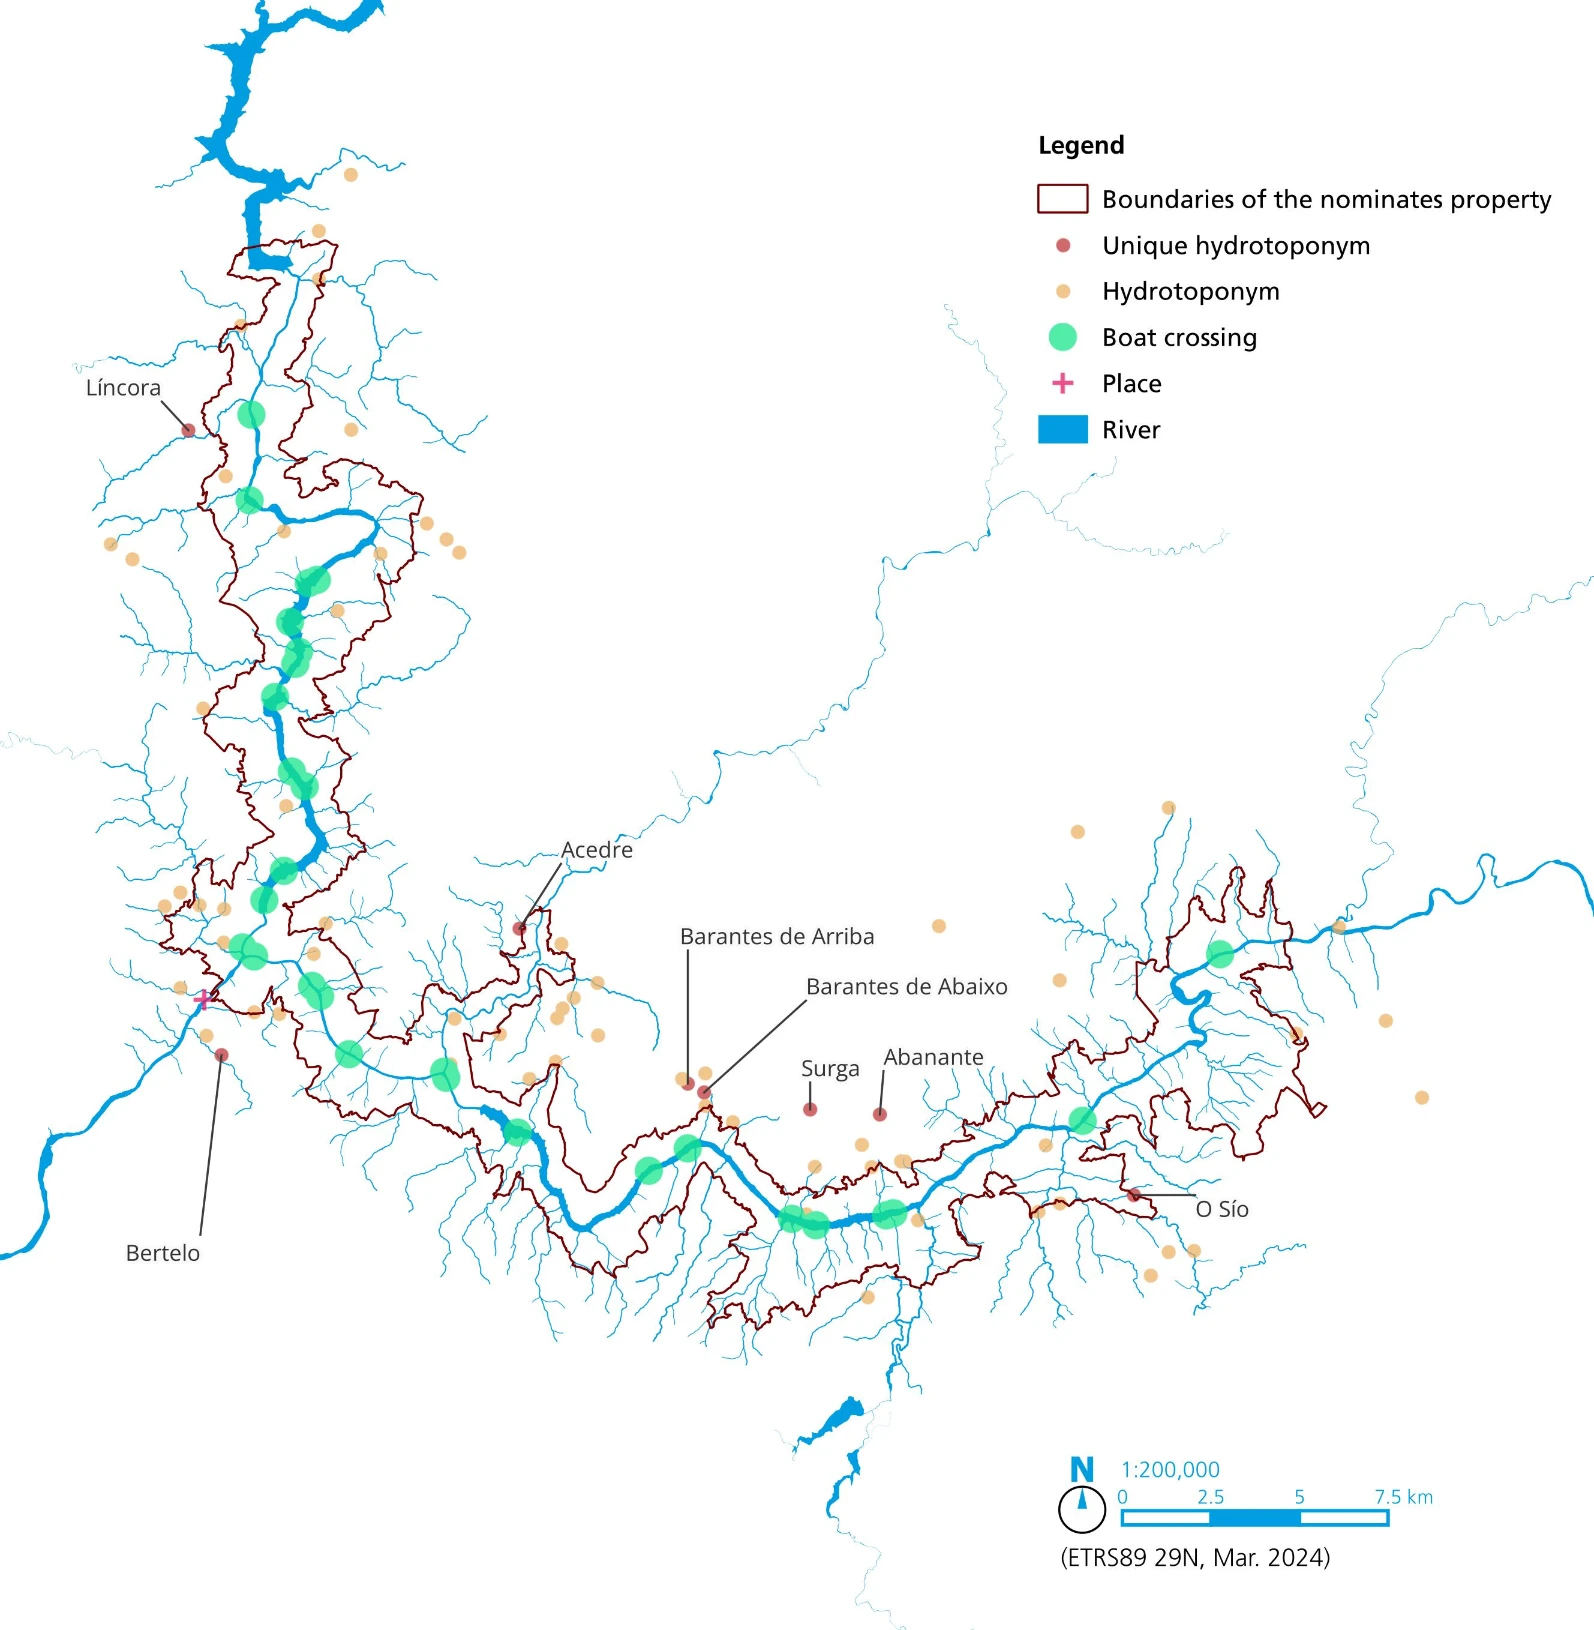 Legend
Boundaries of the nominates property
Unique hydrotoponym
Hydrotoponym
Boat crossing
Place
River
Líncora
Acedre
Barantes de Arriba
Barantes de Abaixo
Surga
Abanante
O Sío
Bertelo
N
1:200,000
0 2.5 5 7.5 km
(ETRS89 29N, Mar. 2024)